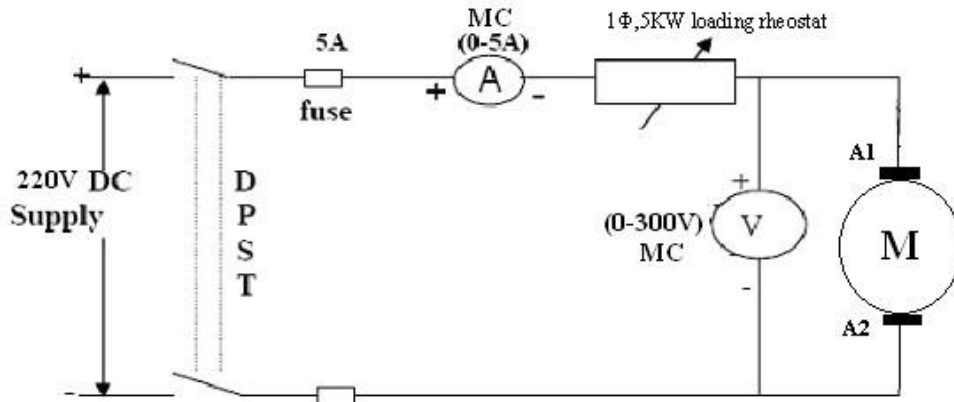 1Φ,5KW loading rheostat
MC
(0-5A)
5A
+
A
+
-
fuse
A1
220V DC
Supply
D
P
S
T
+
(0-300V)
MC
V
-
-
M
A2
-